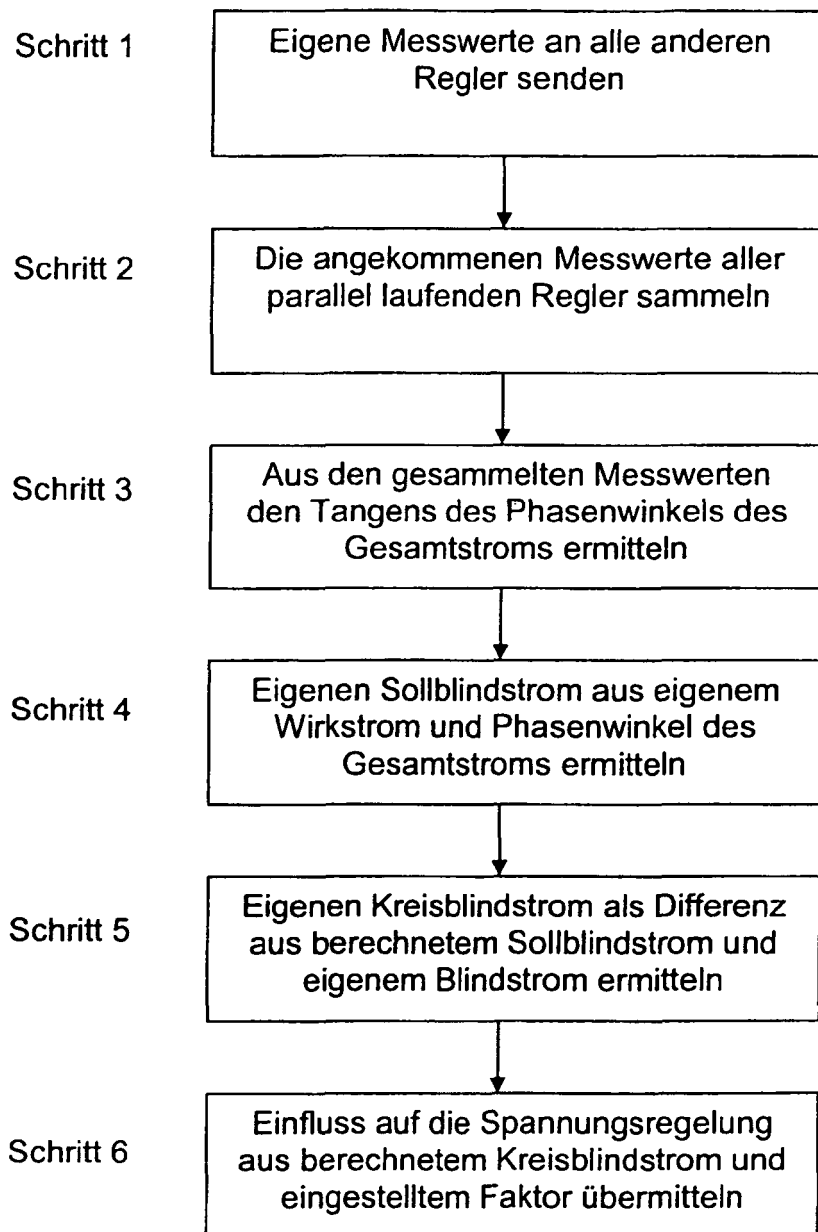 Schritt 1
Eigene Messwerte an alle anderen
Regler senden
Schritt 2
Die angekommenen Messwerte aller
parallel laufenden Regler sammeln
Schritt 3
Aus den gesammelten Messwerten
den Tangens des Phasenwinkels des
Gesamtstroms ermitteln
Schritt 4
Eigenen Sollblindstrom aus eigenem
Wirkstrom und Phasenwinkel des
Gesamtstroms ermitteln
Schritt 5
Eigenen Kreisblindstrom als Differenz
aus berechnetem Sollblindstrom und
eigenem Blindstrom ermitteln
Schritt 6
Einfluss auf die Spannungsregelung
aus berechnetem Kreisblindstrom und
eingestelltem Faktor übermitteln